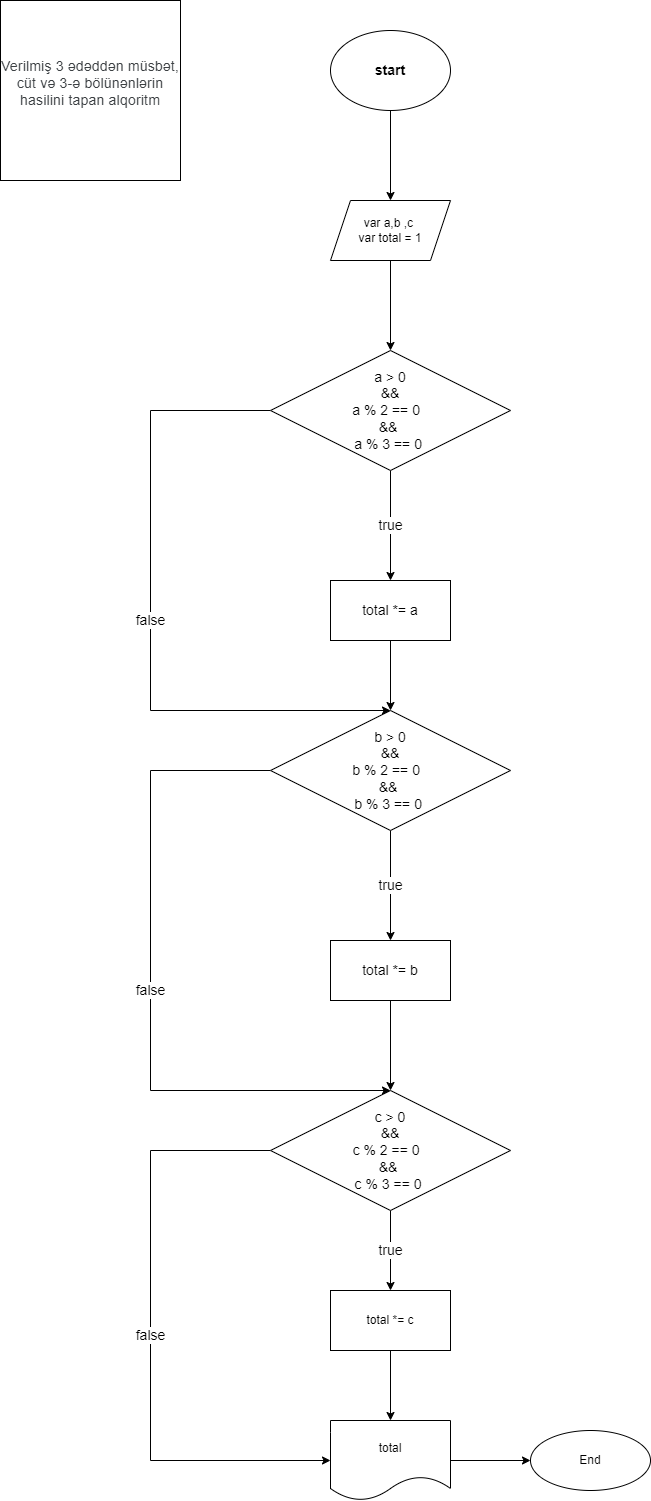 Verilmiş 3 ədəddən müsbət,
cüt və 3-ə bölünənlərin
hasilini tapan alqoritm
start
var a,b ,c
var total = 1
a > 0
&&
a % 2 == 0
&&
a % 3 == 0
true
total *= a
false
b > 0
&&
b % 2 == 0
&&
b % 3 == 0
true
total *= b
false
c > 0
&&
c % 2 == 0
&&
c % 3 == 0
true
total *= c
false
total
End